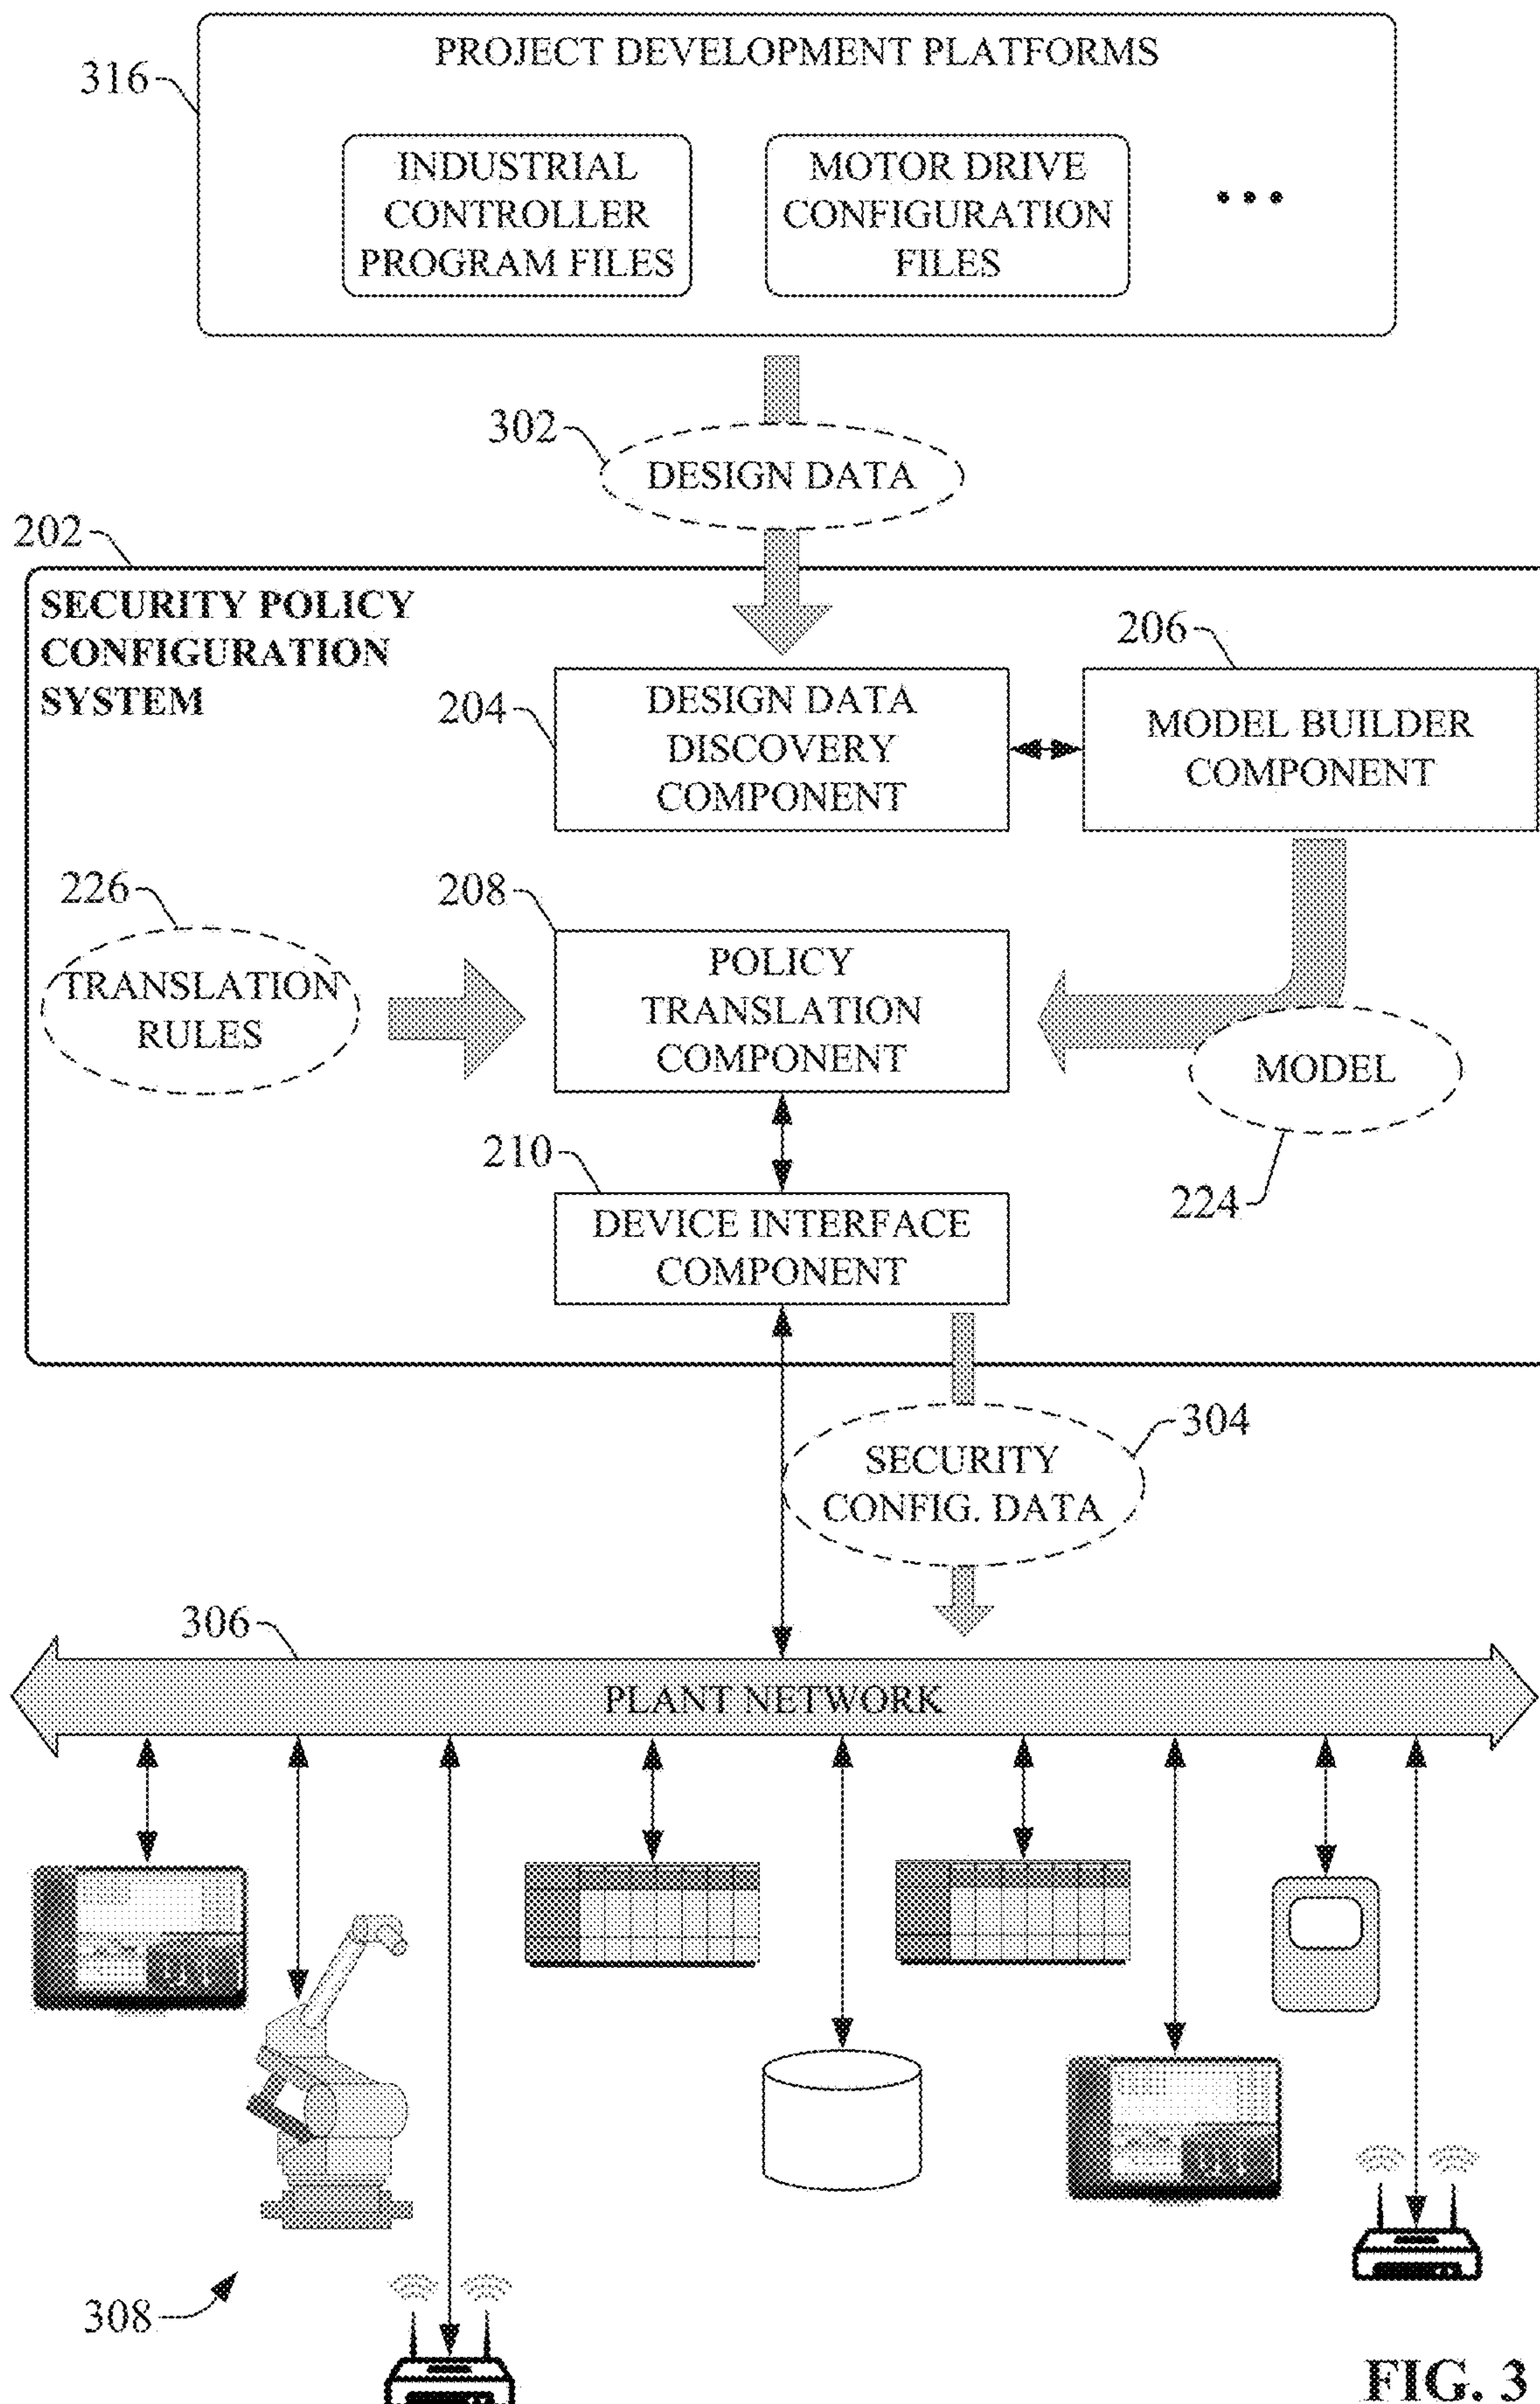 PROJECT DEVELOPMENT PLATFORMS
316
INDUSTRIAL
CONTROLLER
PROGRAM FILES
MOTOR DRIVE
CONFIGURATION
FILES
...
302
DESIGN DATA
202
SECURITY POLICY
CONFIGURATION
SYSTEM
204
DESIGN DATA
DISCOVERY
COMPONENT
206
MODEL BUILDER
COMPONENT
226
TRANSLATION
RULES
208
POLICY
TRANSLATION
COMPONENT
MODEL
224
210
DEVICE INTERFACE
COMPONENT
304
SECURITY
CONFIG. DATA
306
PLANT NETWORK
308
FIG. 3